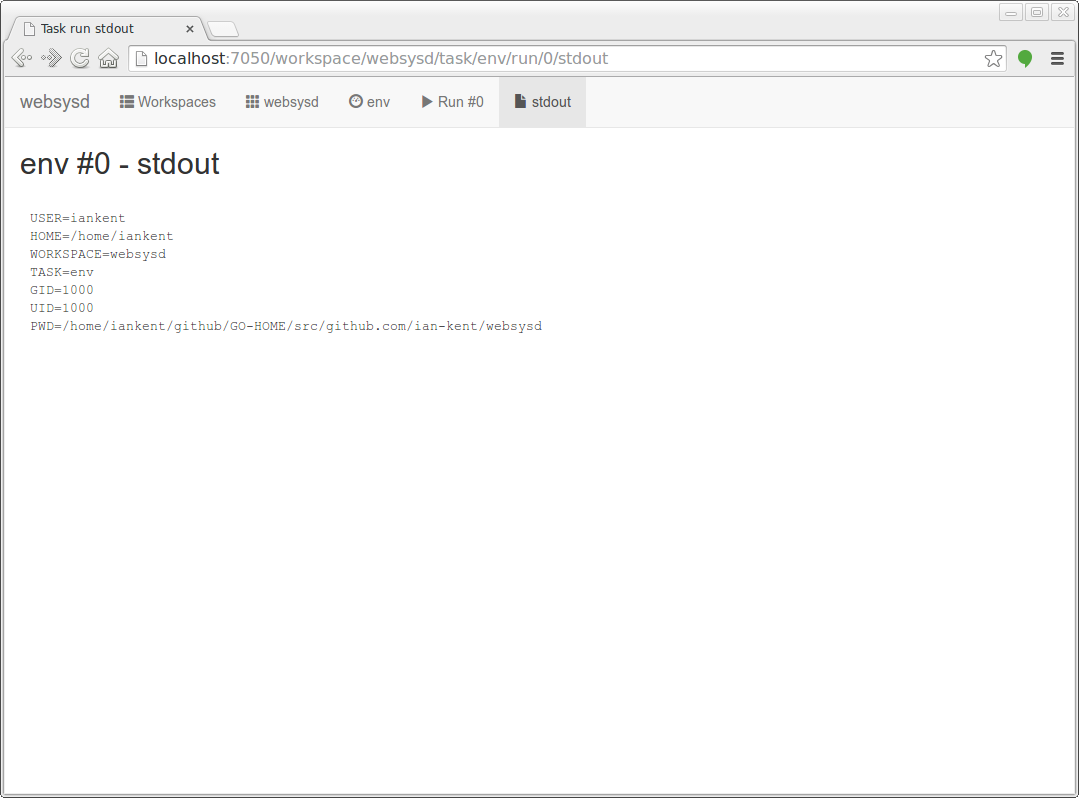 Task run stdout
localhost:7050/workspace/websysd/task/env/run/0/stdout
websysd Workspaces websysd env Run #0 stdout
env #0 - stdout
USER=iankent
HOME=/home/iankent
WORKSPACE=websysd
TASK=env
GID=1000
UID=1000
PWD=/home/iankent/github/GO-HOME/src/github.com/ian-kent/websysd